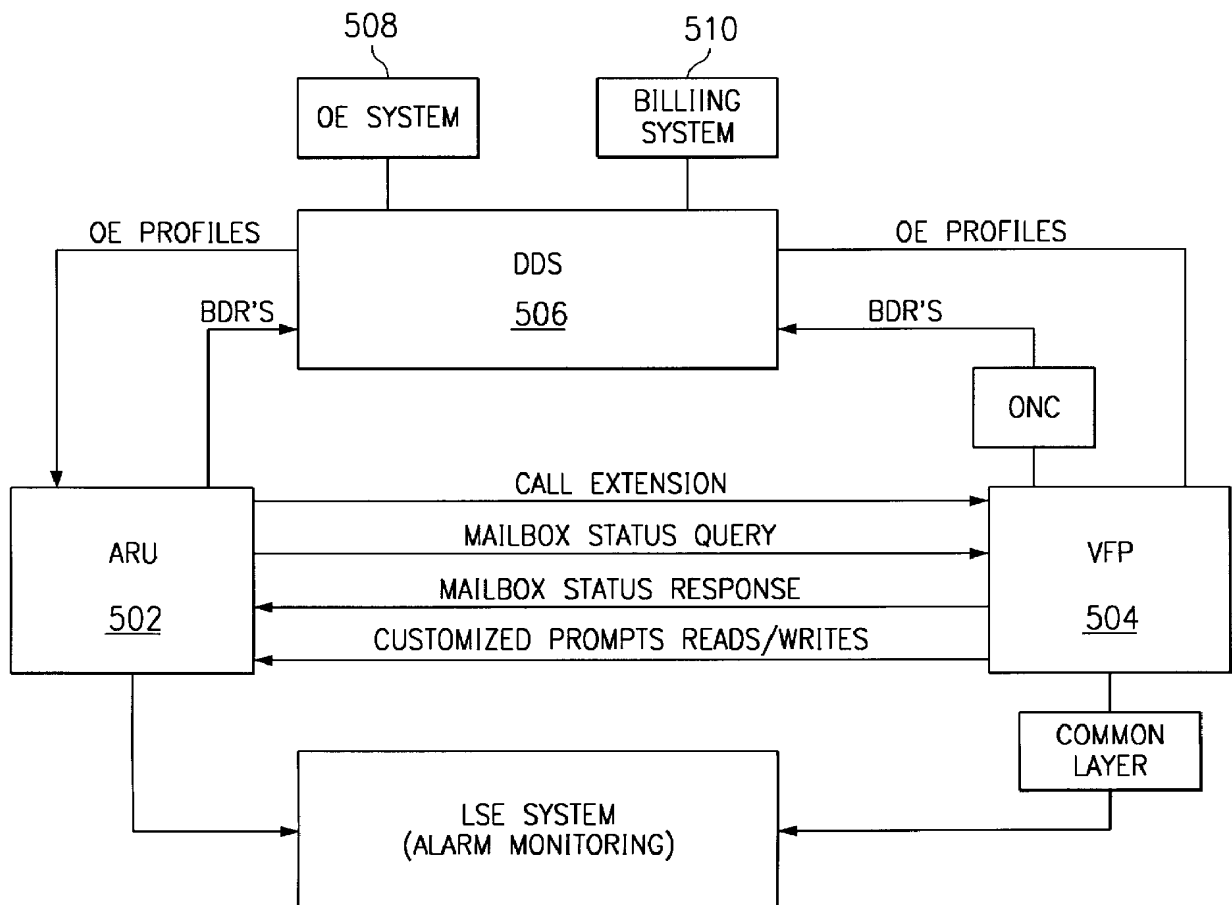 508
510
OE SYSTEM
BILLIING
SYSTEM
OE PROFILES
OE PROFILES
DDS
506
BDR'S
BDR'S
ONC
CALL EXTENSION
ARU
502
MAILBOX STATUS QUERY
VFP
504
MAILBOX STATUS RESPONSE
CUSTOMIZED PROMPTS READS/WRITES
COMMON
LAYER
LSE SYSTEM
(ALARM MONITORING)